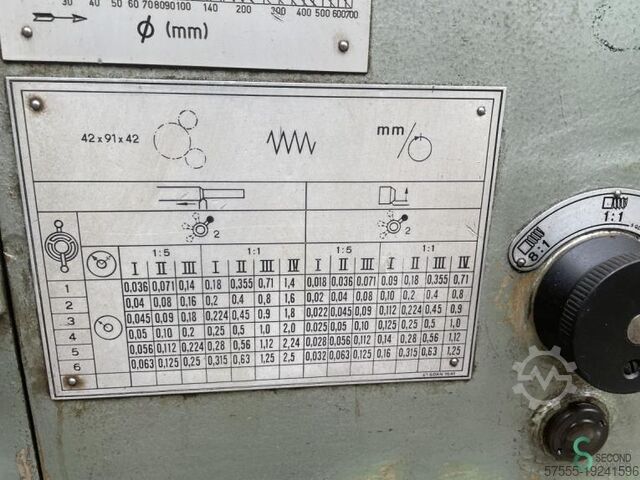 30 40 50 60 70 80 90 100 140 200 300 400 500 600 700
ϕ (mm)
42 x 91 x 42 mm/
2 2
1:5 1:1 1:5 1:1
I II III I II III IV I II III I II III IV
1 0,036 0,071 0,14 0,18 0,355 0,71 1,4 0,018 0,036 0,071 0,09 0,18 0,355 0,71
2 0,04 0,08 0,16 0,2 0,4 0,8 1,6 0,02 0,04 0,08 0,10 0,2 0,4 0,8
3 0,045 0,09 0,18 0,224 0,45 0,9 1,8 0,022 0,045 0,09 0,112 0,224 0,45 0,9
4 0,05 0,10 0,2 0,25 0,5 1,0 2,0 0,025 0,05 0,10 0,125 0,25 0,5 1,0
5 0,056 0,112 0,224 0,28 0,56 1,12 2,24 0,028 0,056 0,112 0,14 0,28 0,56 1,12
6 0,063 0,125 0,25 0,315 0,63 1,25 2,5 0,032 0,063 0,125 0,16 0,315 0,63 1,25
8:1 1:1
SECOND
57555-19241596